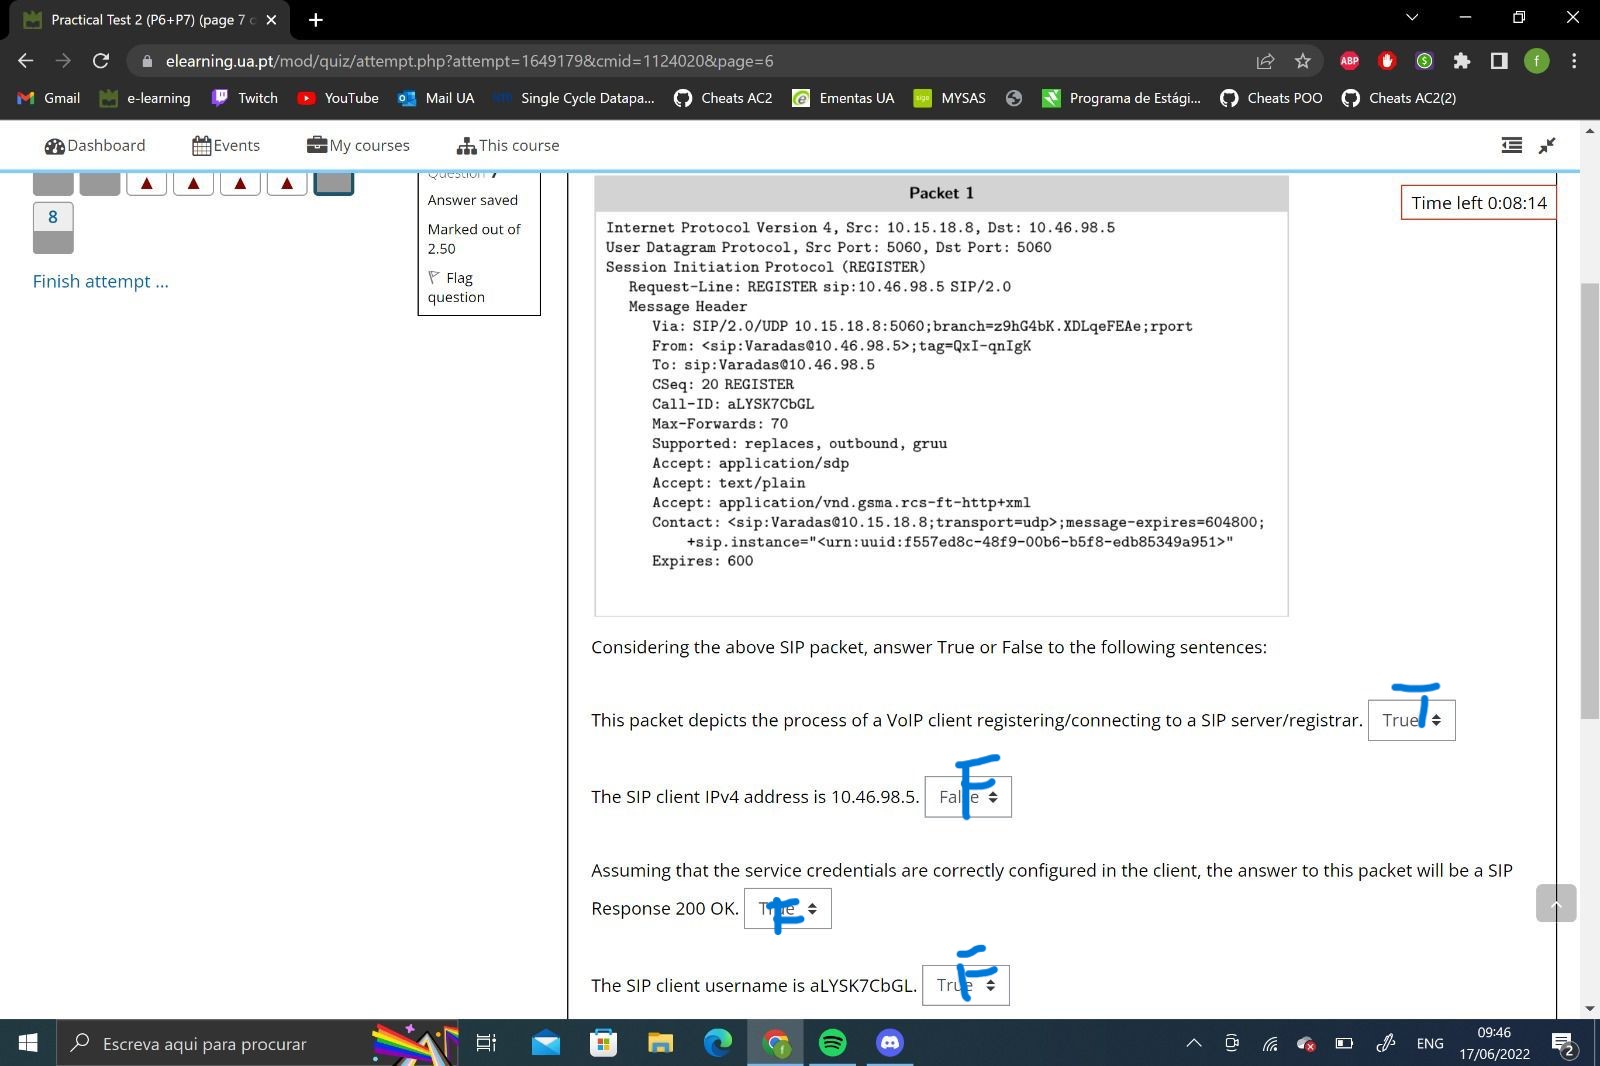 Practical Test 2 (P6+P7) (page 7
elearning.ua.pt/mod/quiz/attempt.php?attempt=1649179&cmid=1124020&page=6
ABP
f
Gmail e-learning Twitch YouTube Mail UA Single Cycle Datapa... Cheats AC2 Ementas UA MYSAS Programa de Estági... Cheats POO Cheats AC2(2)
Dashboard Events My courses This course
Question 7
Answer saved
Marked out of
2.50
Flag
question
8
Finish attempt ...
Time left 0:08:14
Packet 1
Internet Protocol Version 4, Src: 10.15.18.8, Dst: 10.46.98.5
User Datagram Protocol, Src Port: 5060, Dst Port: 5060
Session Initiation Protocol (REGISTER)
Request-Line: REGISTER sip:10.46.98.5 SIP/2.0
Message Header
Via: SIP/2.0/UDP 10.15.18.8:5060;branch=z9hG4bK.XDLqeFEAe;rport
From: <sip:Varadas@10.46.98.5>;tag=QxI-qnIgK
To: sip:Varadas@10.46.98.5
CSeq: 20 REGISTER
Call-ID: aLYSK7CbGL
Max-Forwards: 70
Supported: replaces, outbound, gruu
Accept: application/sdp
Accept: text/plain
Accept: application/vnd.gsma.rcs-ft-http+xml
Contact: <sip:Varadas@10.15.18.8;transport=udp>;message-expires=604800;
+sip.instance="<urn:uuid:f557ed8c-48f9-00b6-b5f8-edb85349a951>"
Expires: 600
Considering the above SIP packet, answer True or False to the following sentences:
This packet depicts the process of a VoIP client registering/connecting to a SIP server/registrar. True T
The SIP client IPv4 address is 10.46.98.5. False F
Assuming that the service credentials are correctly configured in the client, the answer to this packet will be a SIP
Response 200 OK. True F
The SIP client username is aLYSK7CbGL. True F
Escreva aqui para procurar
ENG
09:46
17/06/2022
2